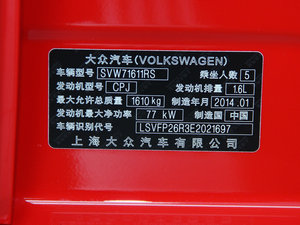 大众汽车(VOLKSWAGEN)
车辆型号 SVW71611RS 乘坐人数 5
发动机型号 CPJ 发动机排量 1.6L
最大允许总质量 1610kg 制造年月 2014.01
发动机最大净功率 77 kW 制造国 中国
车辆识别代号 LSVFP26R3E2021697
上海大众汽车有限公司